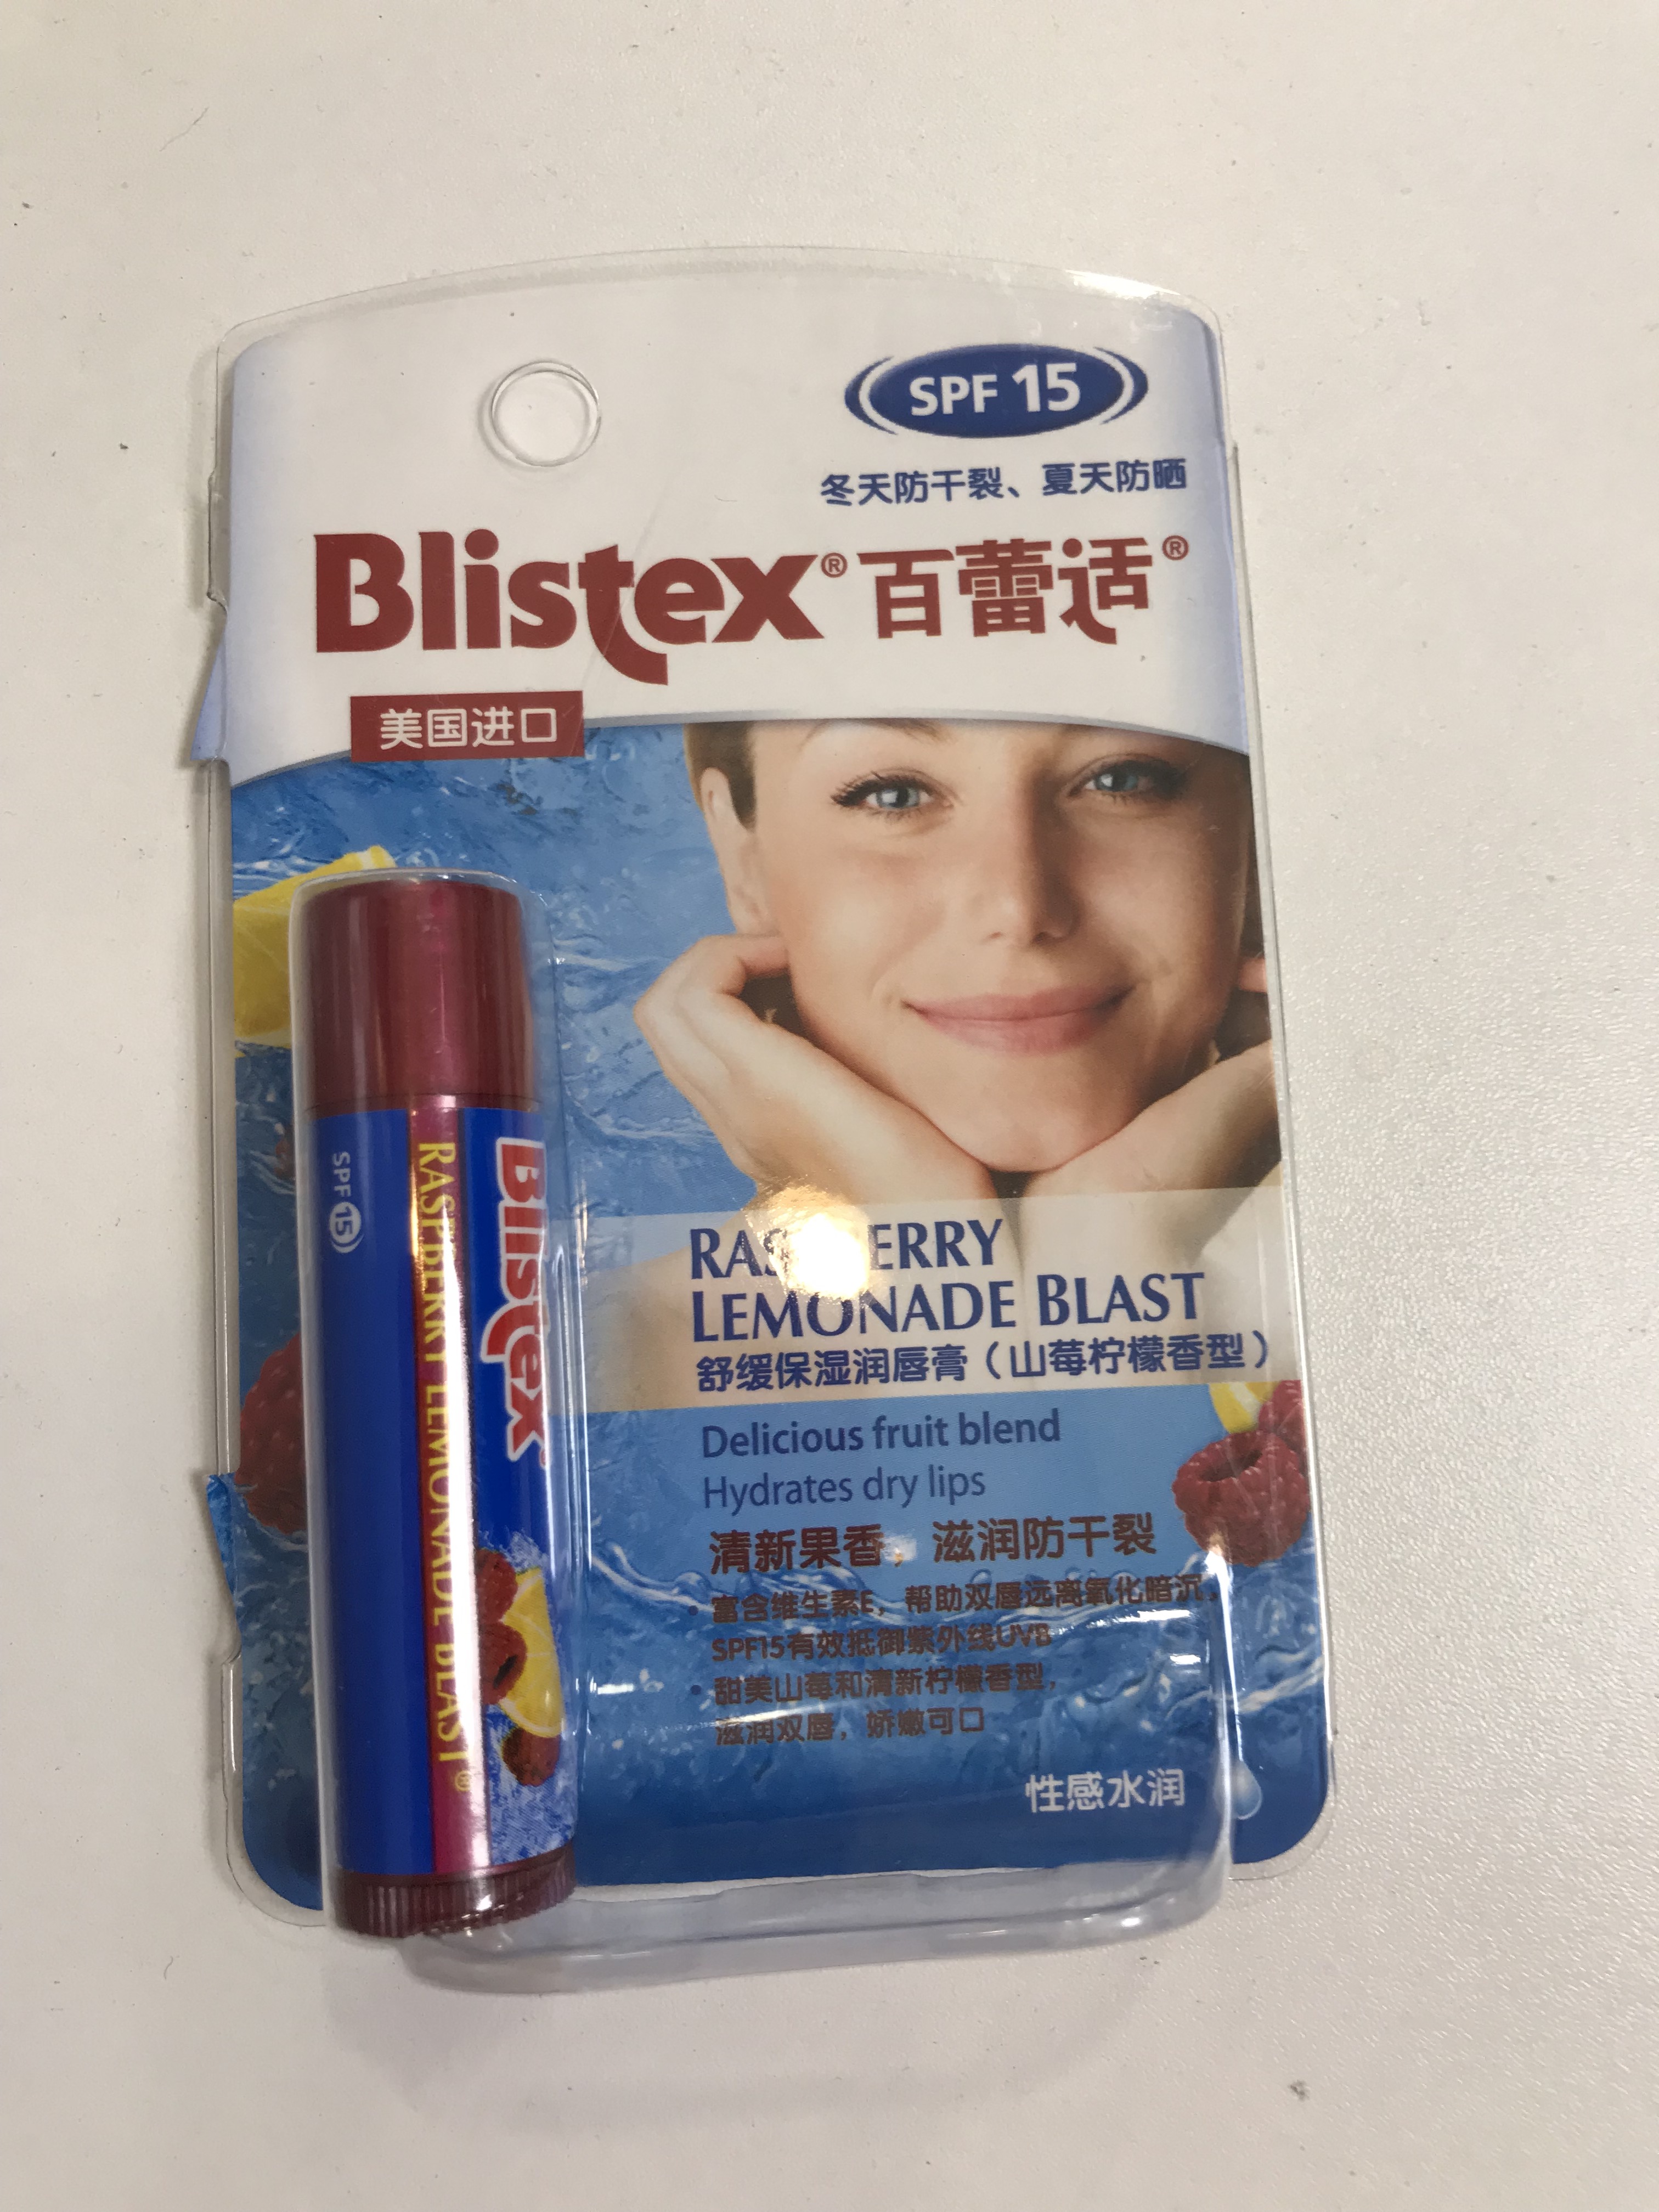 SPF 15
冬天防干裂、夏天防晒
Blistex® 百蕾适®
美国进口
Blistex
RASPBERRY LEMONADE BLAST®
SPF 15
LEMONADE BLAST
舒缓保湿润唇膏（山莓柠檬香型）
Delicious fruit blend
Hydrates dry lips
清新果香，滋润防干裂
• 富含维生素E，帮助双唇远离氧化暗沉，
SPF15有效抵御紫外线UVB
• 甜美山莓和清新柠檬香型，
滋润双唇，娇嫩可口
性感水润